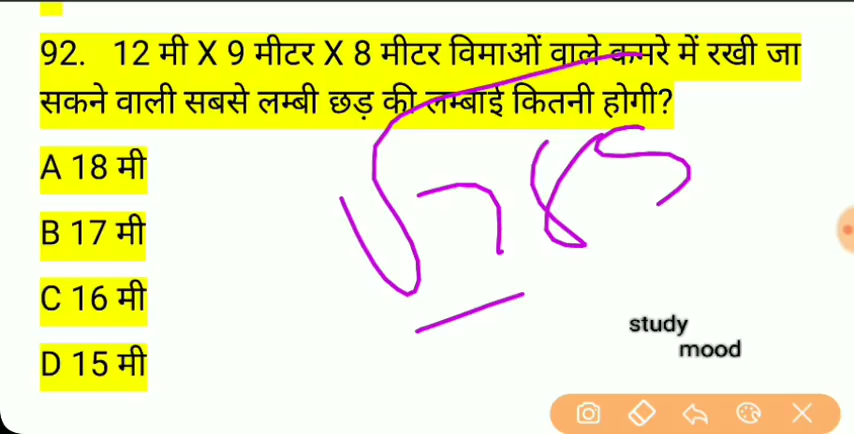 92. 12 मी X 9 मीटर X 8 मीटर विमाओं वाले कमरे में रखी जा
सकने वाली सबसे लम्बी छड़ की लम्बाई कितनी होगी?
A 18 मी
B 17 मी
C 16 मी
D 15 मी
study
mood